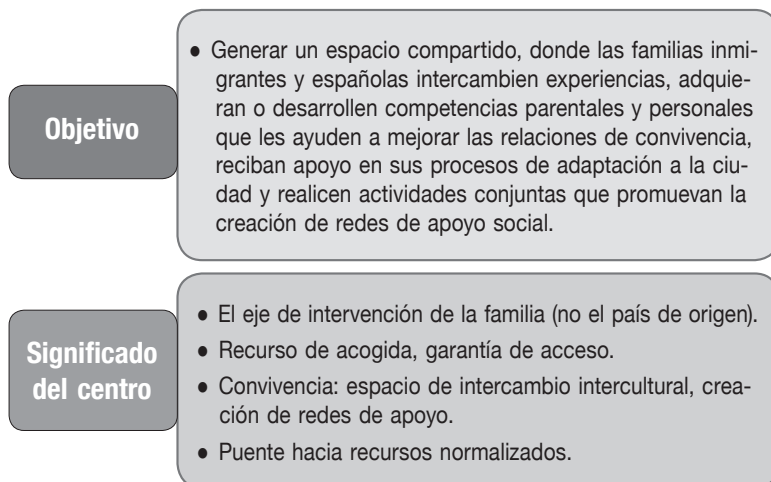 Objetivo
● Generar un espacio compartido, donde las familias inmi-
grantes y españolas intercambien experiencias, adquie-
ran o desarrollen competencias parentales y personales
que les ayuden a mejorar las relaciones de convivencia,
reciban apoyo en sus procesos de adaptación a la ciu-
dad y realicen actividades conjuntas que promuevan la
creación de redes de apoyo social.
Significado
del centro
● El eje de intervención de la familia (no el país de origen).
● Recurso de acogida, garantía de acceso.
● Convivencia: espacio de intercambio intercultural, crea-
ción de redes de apoyo.
● Puente hacia recursos normalizados.